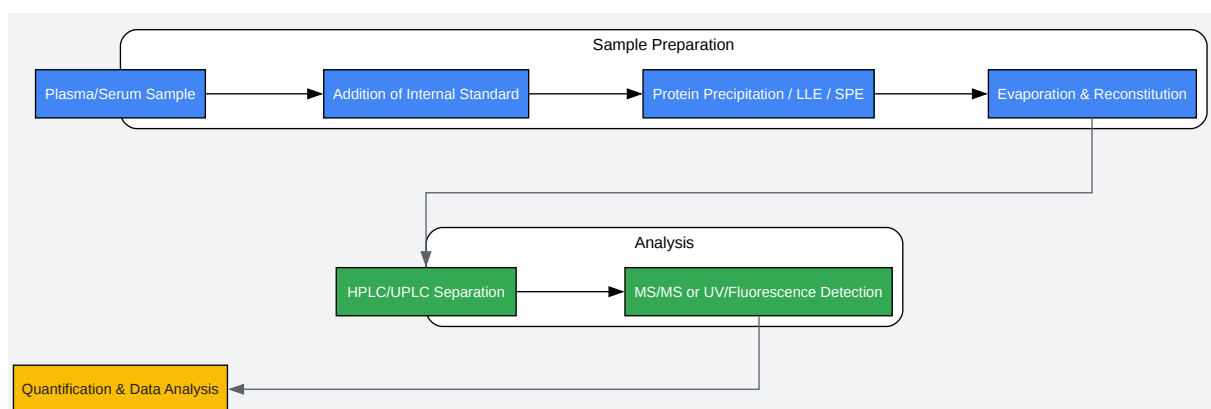 Sample Preparation
Plasma/Serum Sample
Addition of Internal Standard
Protein Precipitation / LLE / SPE
Evaporation & Reconstitution
Analysis
HPLC/UPLC Separation
MS/MS or UV/Fluorescence Detection
Quantification & Data Analysis